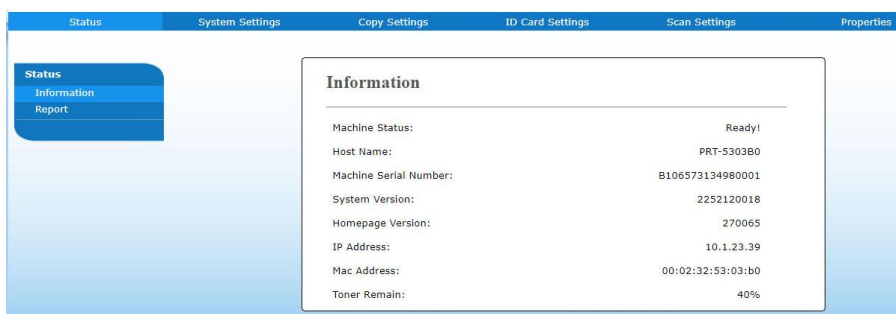 Status System Settings Copy Settings ID Card Settings Scan Settings Properties
Status
Information
Report
Information
Machine Status: Ready!
Host Name: PRT-5303B0
Machine Serial Number: B106573134980001
System Version: 2252120018
Homepage Version: 270065
IP Address: 10.1.23.39
Mac Address: 00:02:32:53:03:b0
Toner Remain: 40%